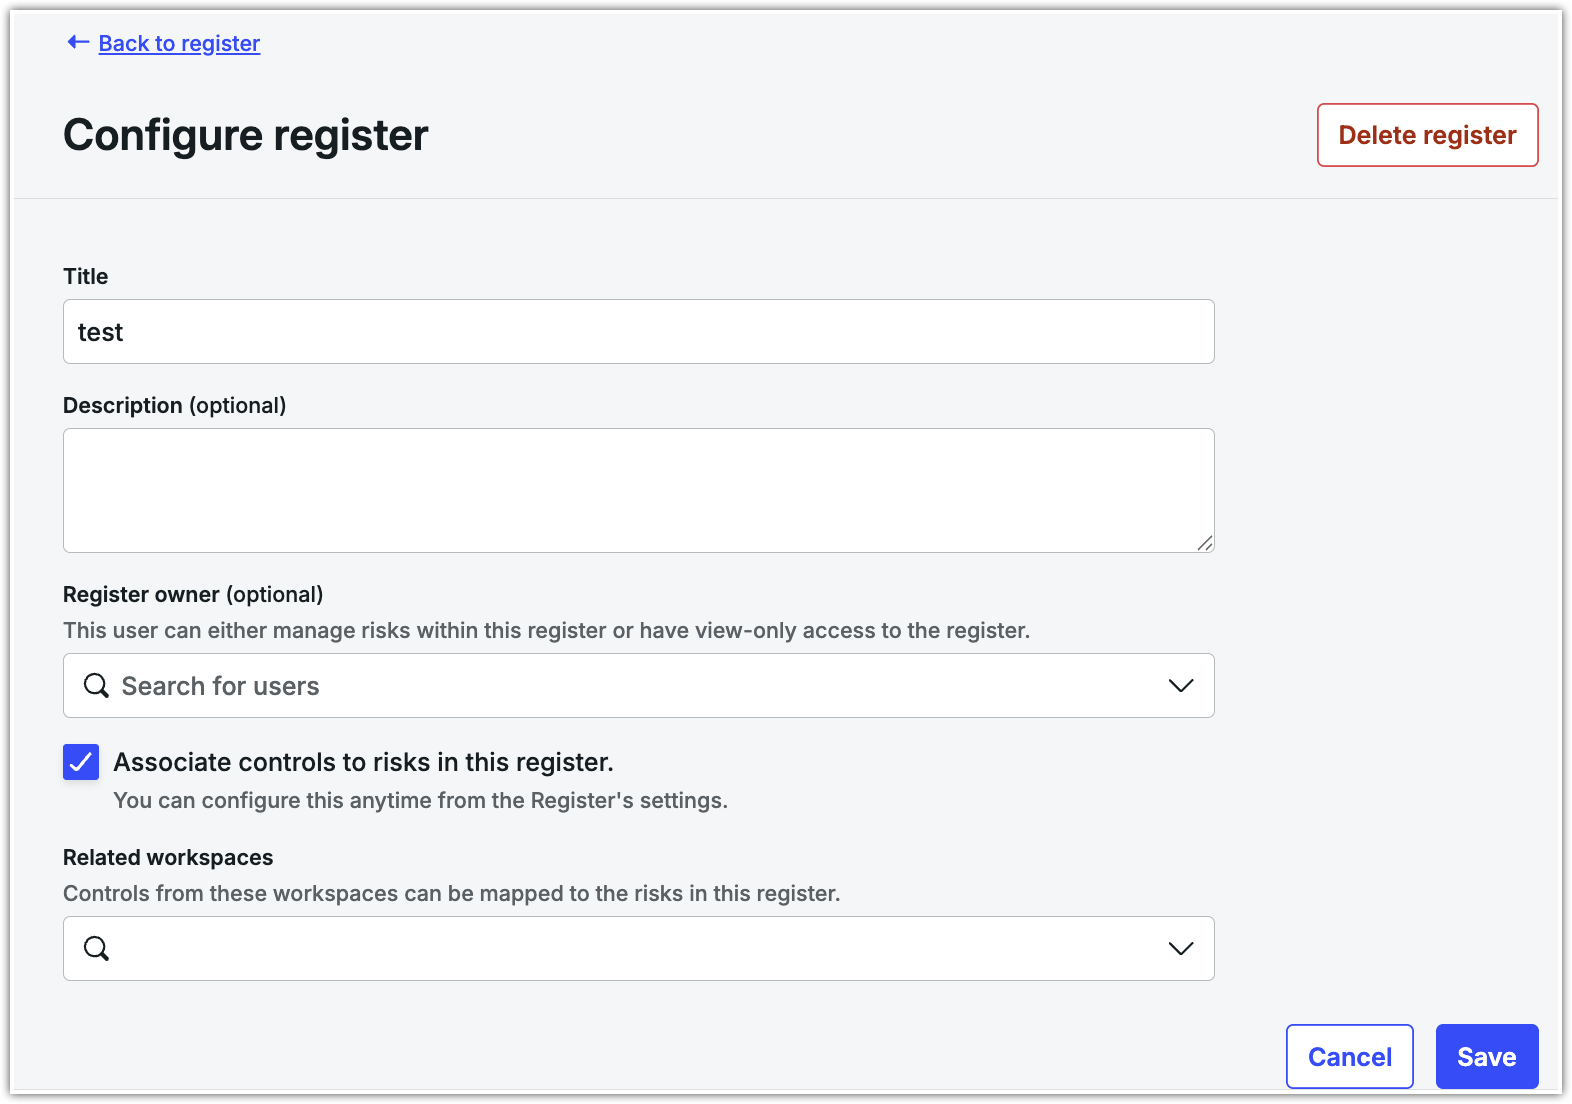 Back to register
Configure register
Delete register
Title
test
Description (optional)
Register owner (optional)
This user can either manage risks within this register or have view-only access to the register.
Search for users
Associate controls to risks in this register.
You can configure this anytime from the Register's settings.
Related workspaces
Controls from these workspaces can be mapped to the risks in this register.
Cancel
Save